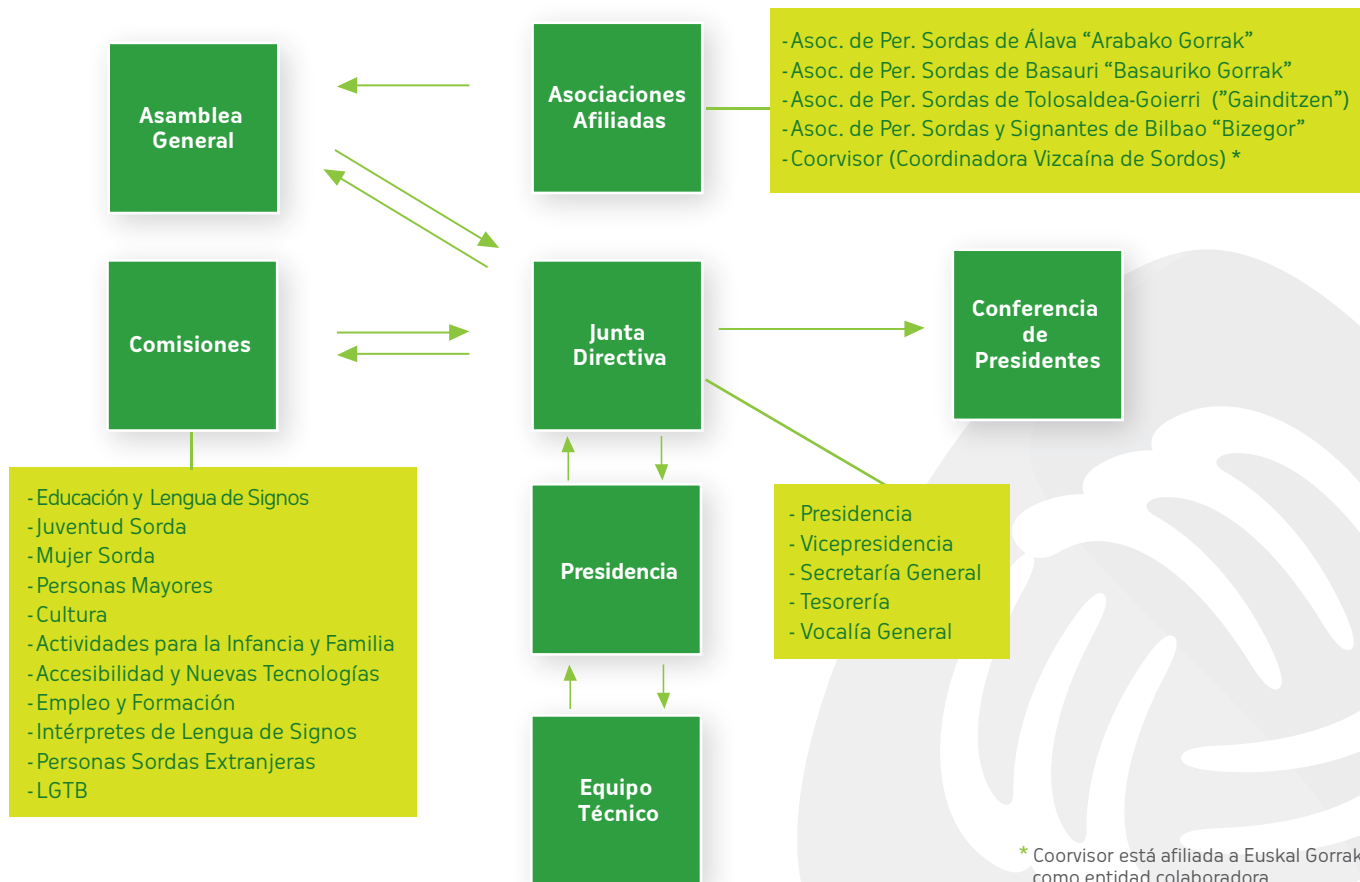 Asamblea
General
Asociaciones
Afiliadas
-Asoc. de Per. Sordas de Álava “Arabako Gorrak”
-Asoc. de Per. Sordas de Basauri “Basauriko Gorrak”
-Asoc. de Per. Sordas de Tolosaldea-Goierri ("Gainditzen”)
-Asoc. de Per. Sordas y Signantes de Bilbao “Bizegor”
-Coorvisor (Coordinadora Vizcaína de Sordos) *
Comisiones
Junta
Directiva
Conferencia
de
Presidentes
-Educación y Lengua de Signos
-Juventud Sorda
-Mujer Sorda
-Personas Mayores
-Cultura
-Actividades para la Infancia y Familia
-Accesibilidad y Nuevas Tecnologías
-Empleo y Formación
-Intérpretes de Lengua de Signos
-Personas Sordas Extranjeras
-LGTB
Presidencia
- Presidencia
- Vicepresidencia
- Secretaría General
- Tesorería
- Vocalía General
Equipo
Técnico
* Coorvisor está afiliada a Euskal Gorrak
como entidad colaboradora